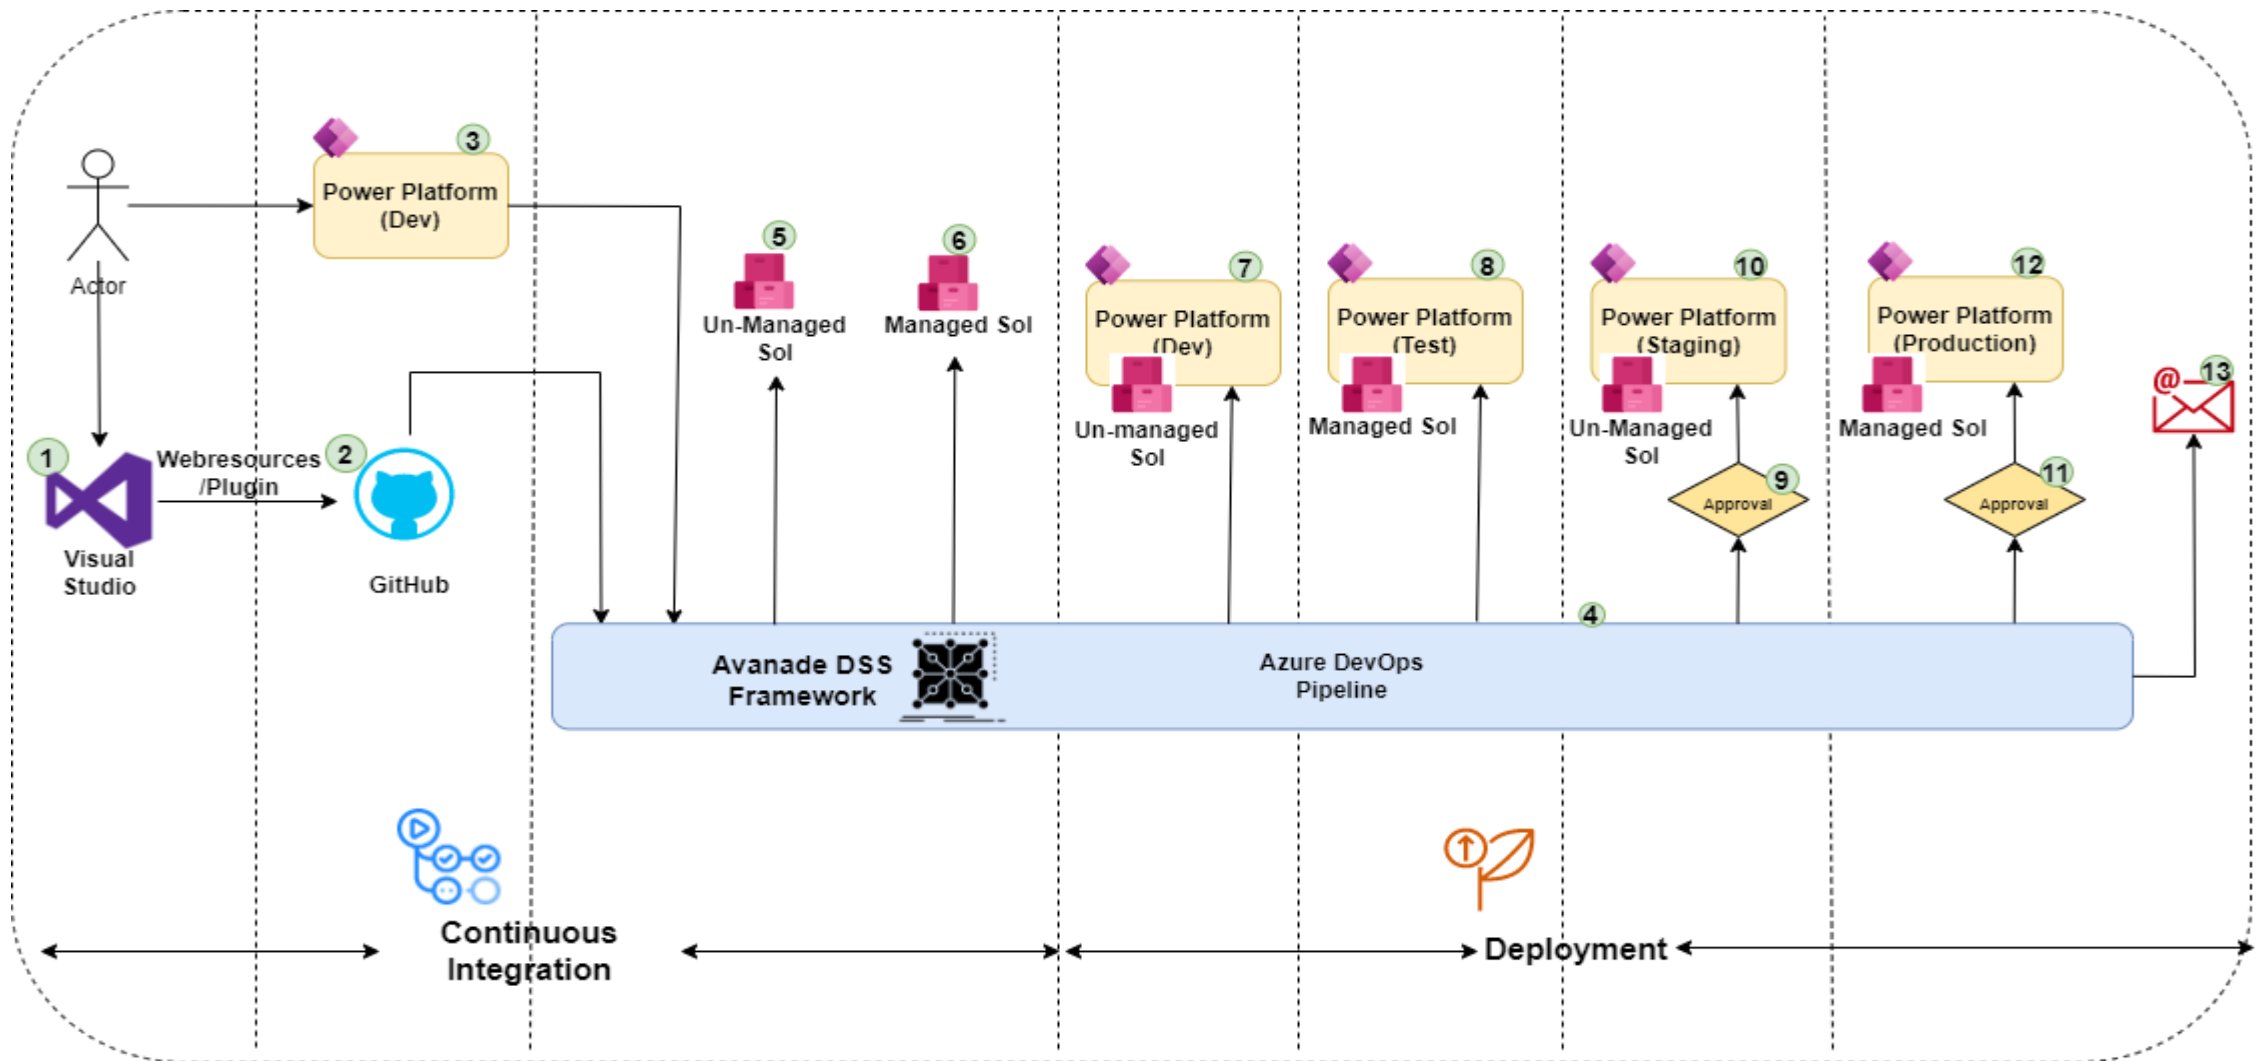 3
Power Platform
(Dev)
Actor
1
Webresources
/Plugin
2
Visual
Studio
GitHub
5
Un-Managed
Sol
6
Managed Sol
7
Power Platform
(Dev)
Un-managed
Sol
8
Power Platform
(Test)
Managed Sol
10
Power Platform
(Staging)
Un-Managed
Sol
9
Approval
12
Power Platform
(Production)
Managed Sol
11
Approval
@
13
4
Avanade DSS
Framework
Azure DevOps
Pipeline
Continuous
Integration
Deployment